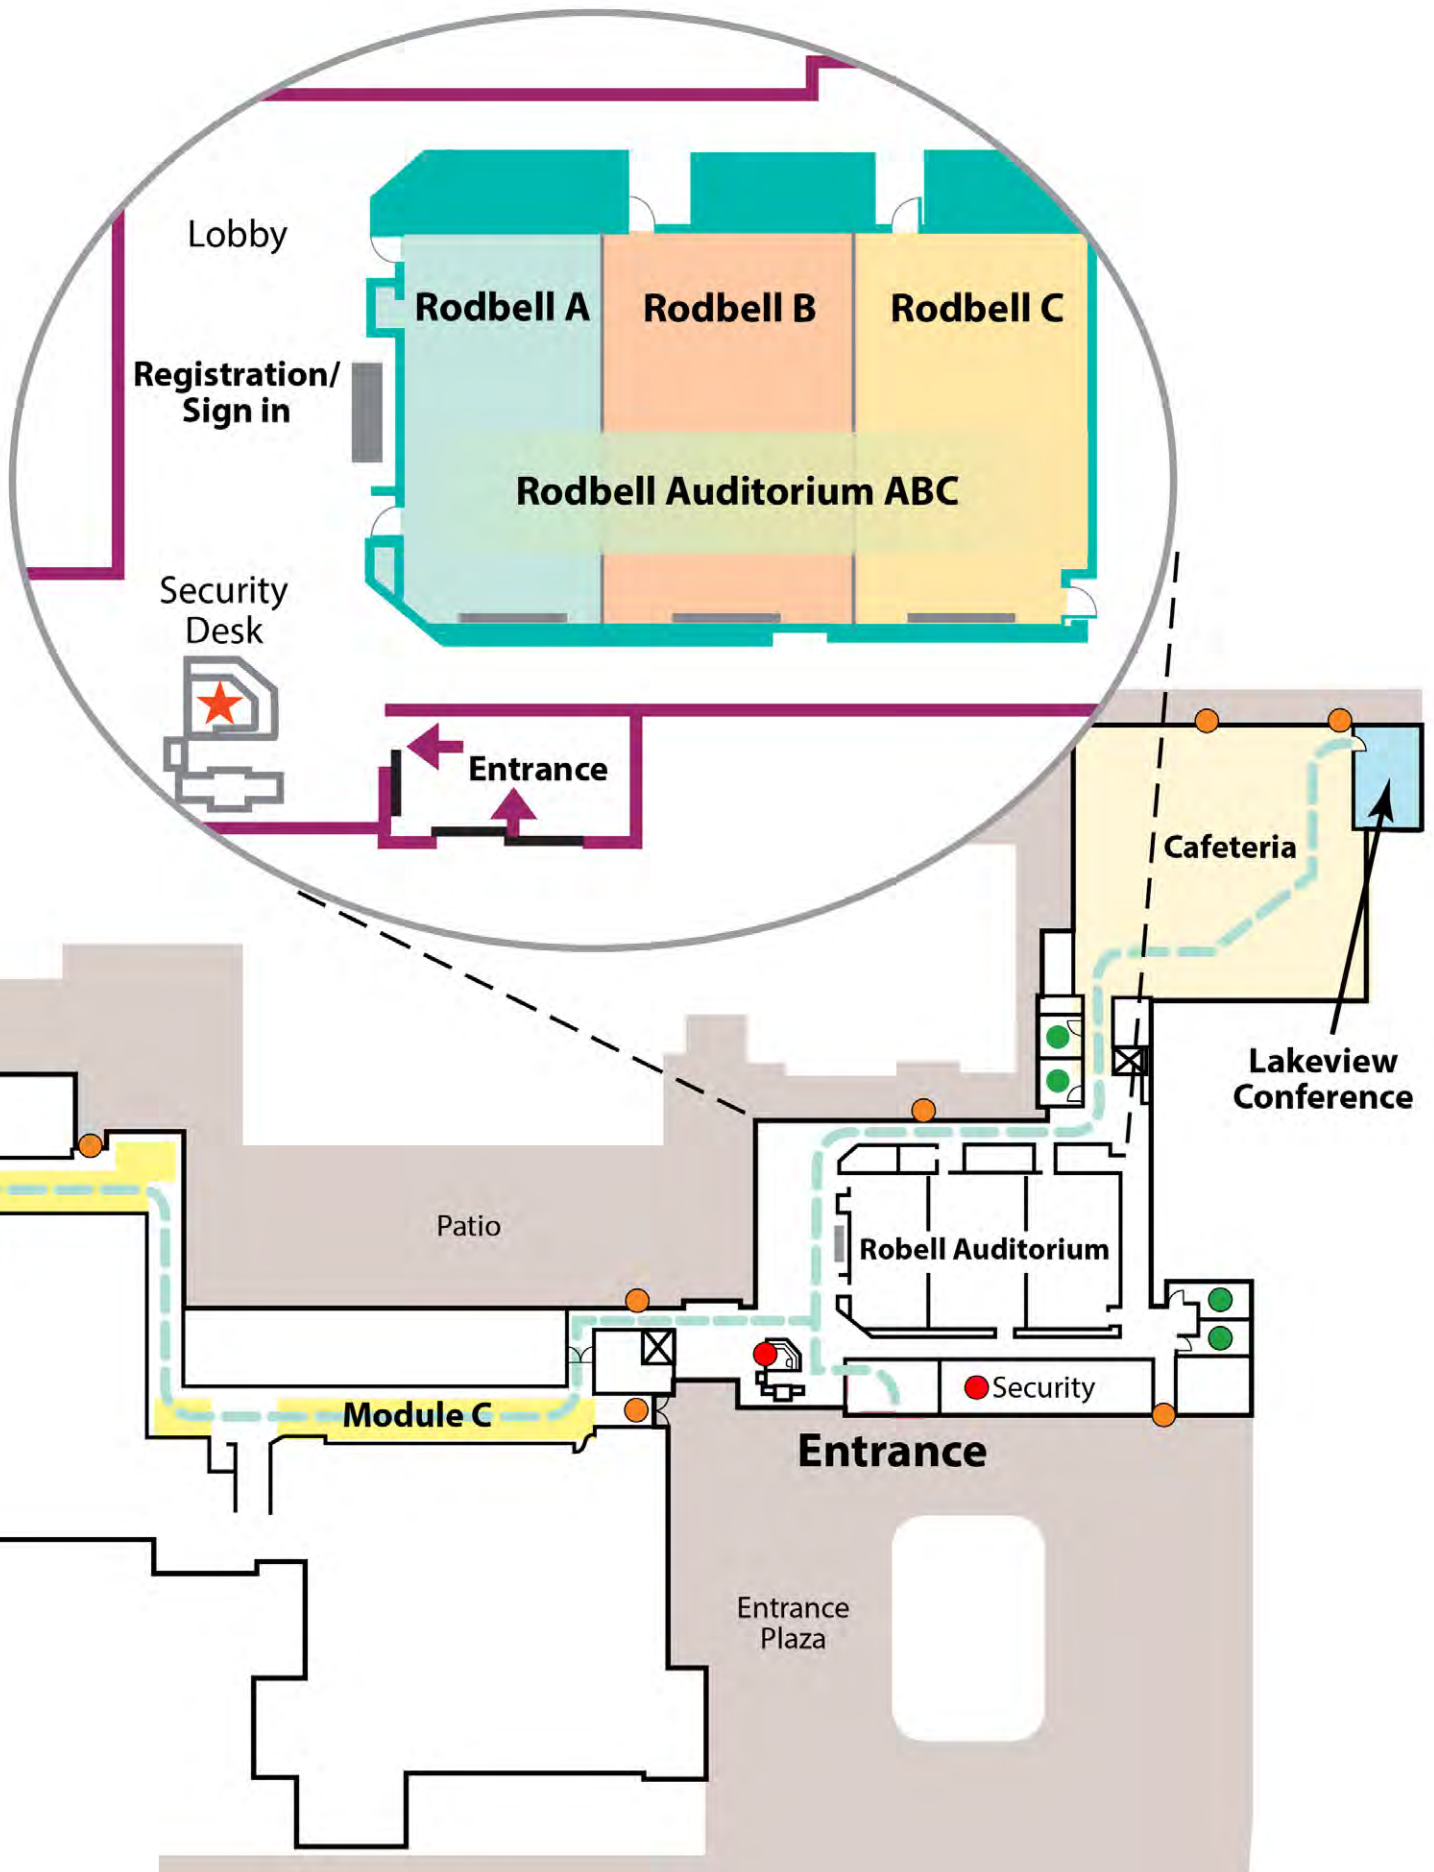 Lobby
Rodbell A
Rodbell B
Rodbell C
Registration/
Sign in
Rodbell Auditorium ABC
Security
Desk
Entrance
Cafeteria
Lakeview
Conference
Patio
Robell Auditorium
Security
Module C
Entrance
Entrance
Plaza